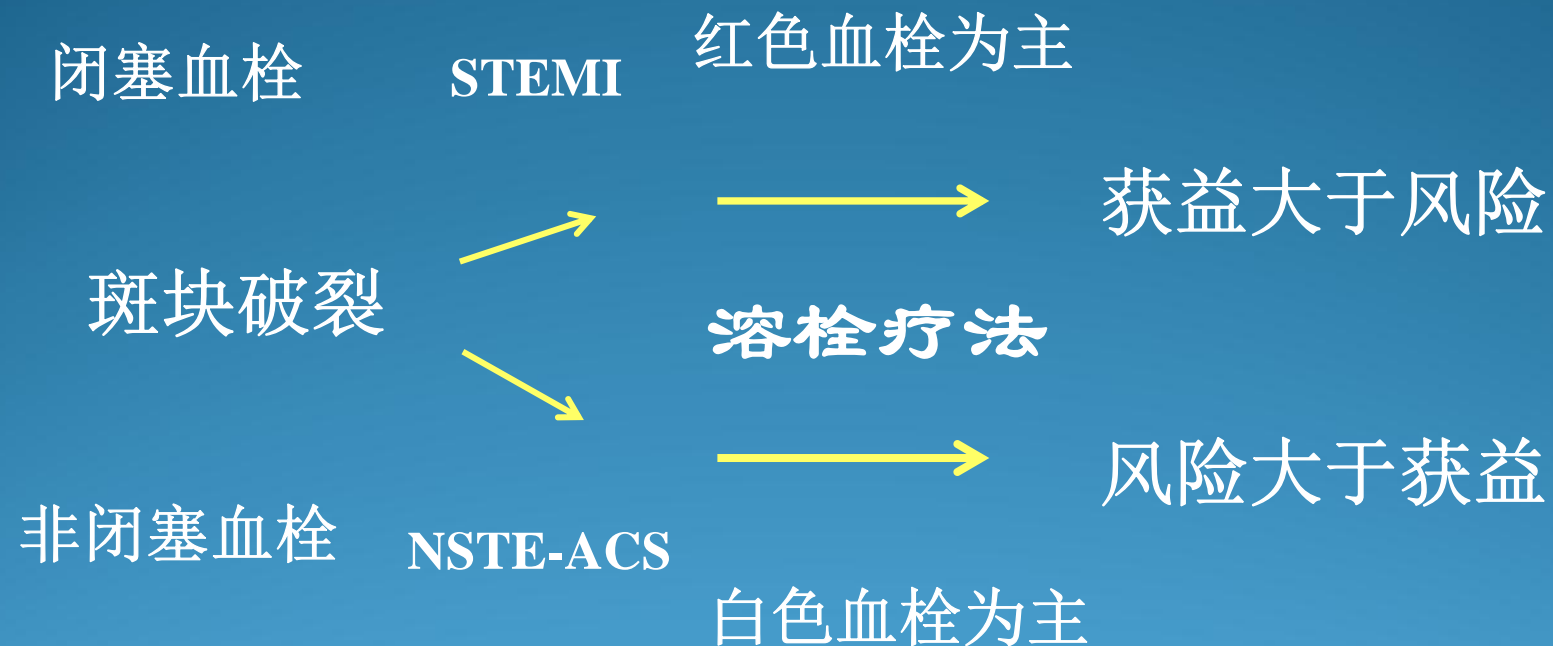 闭塞血栓
STEMI
红色血栓为主
获益大于风险
斑块破裂
溶栓疗法
风险大于获益
非闭塞血栓
NSTE-ACS
白色血栓为主